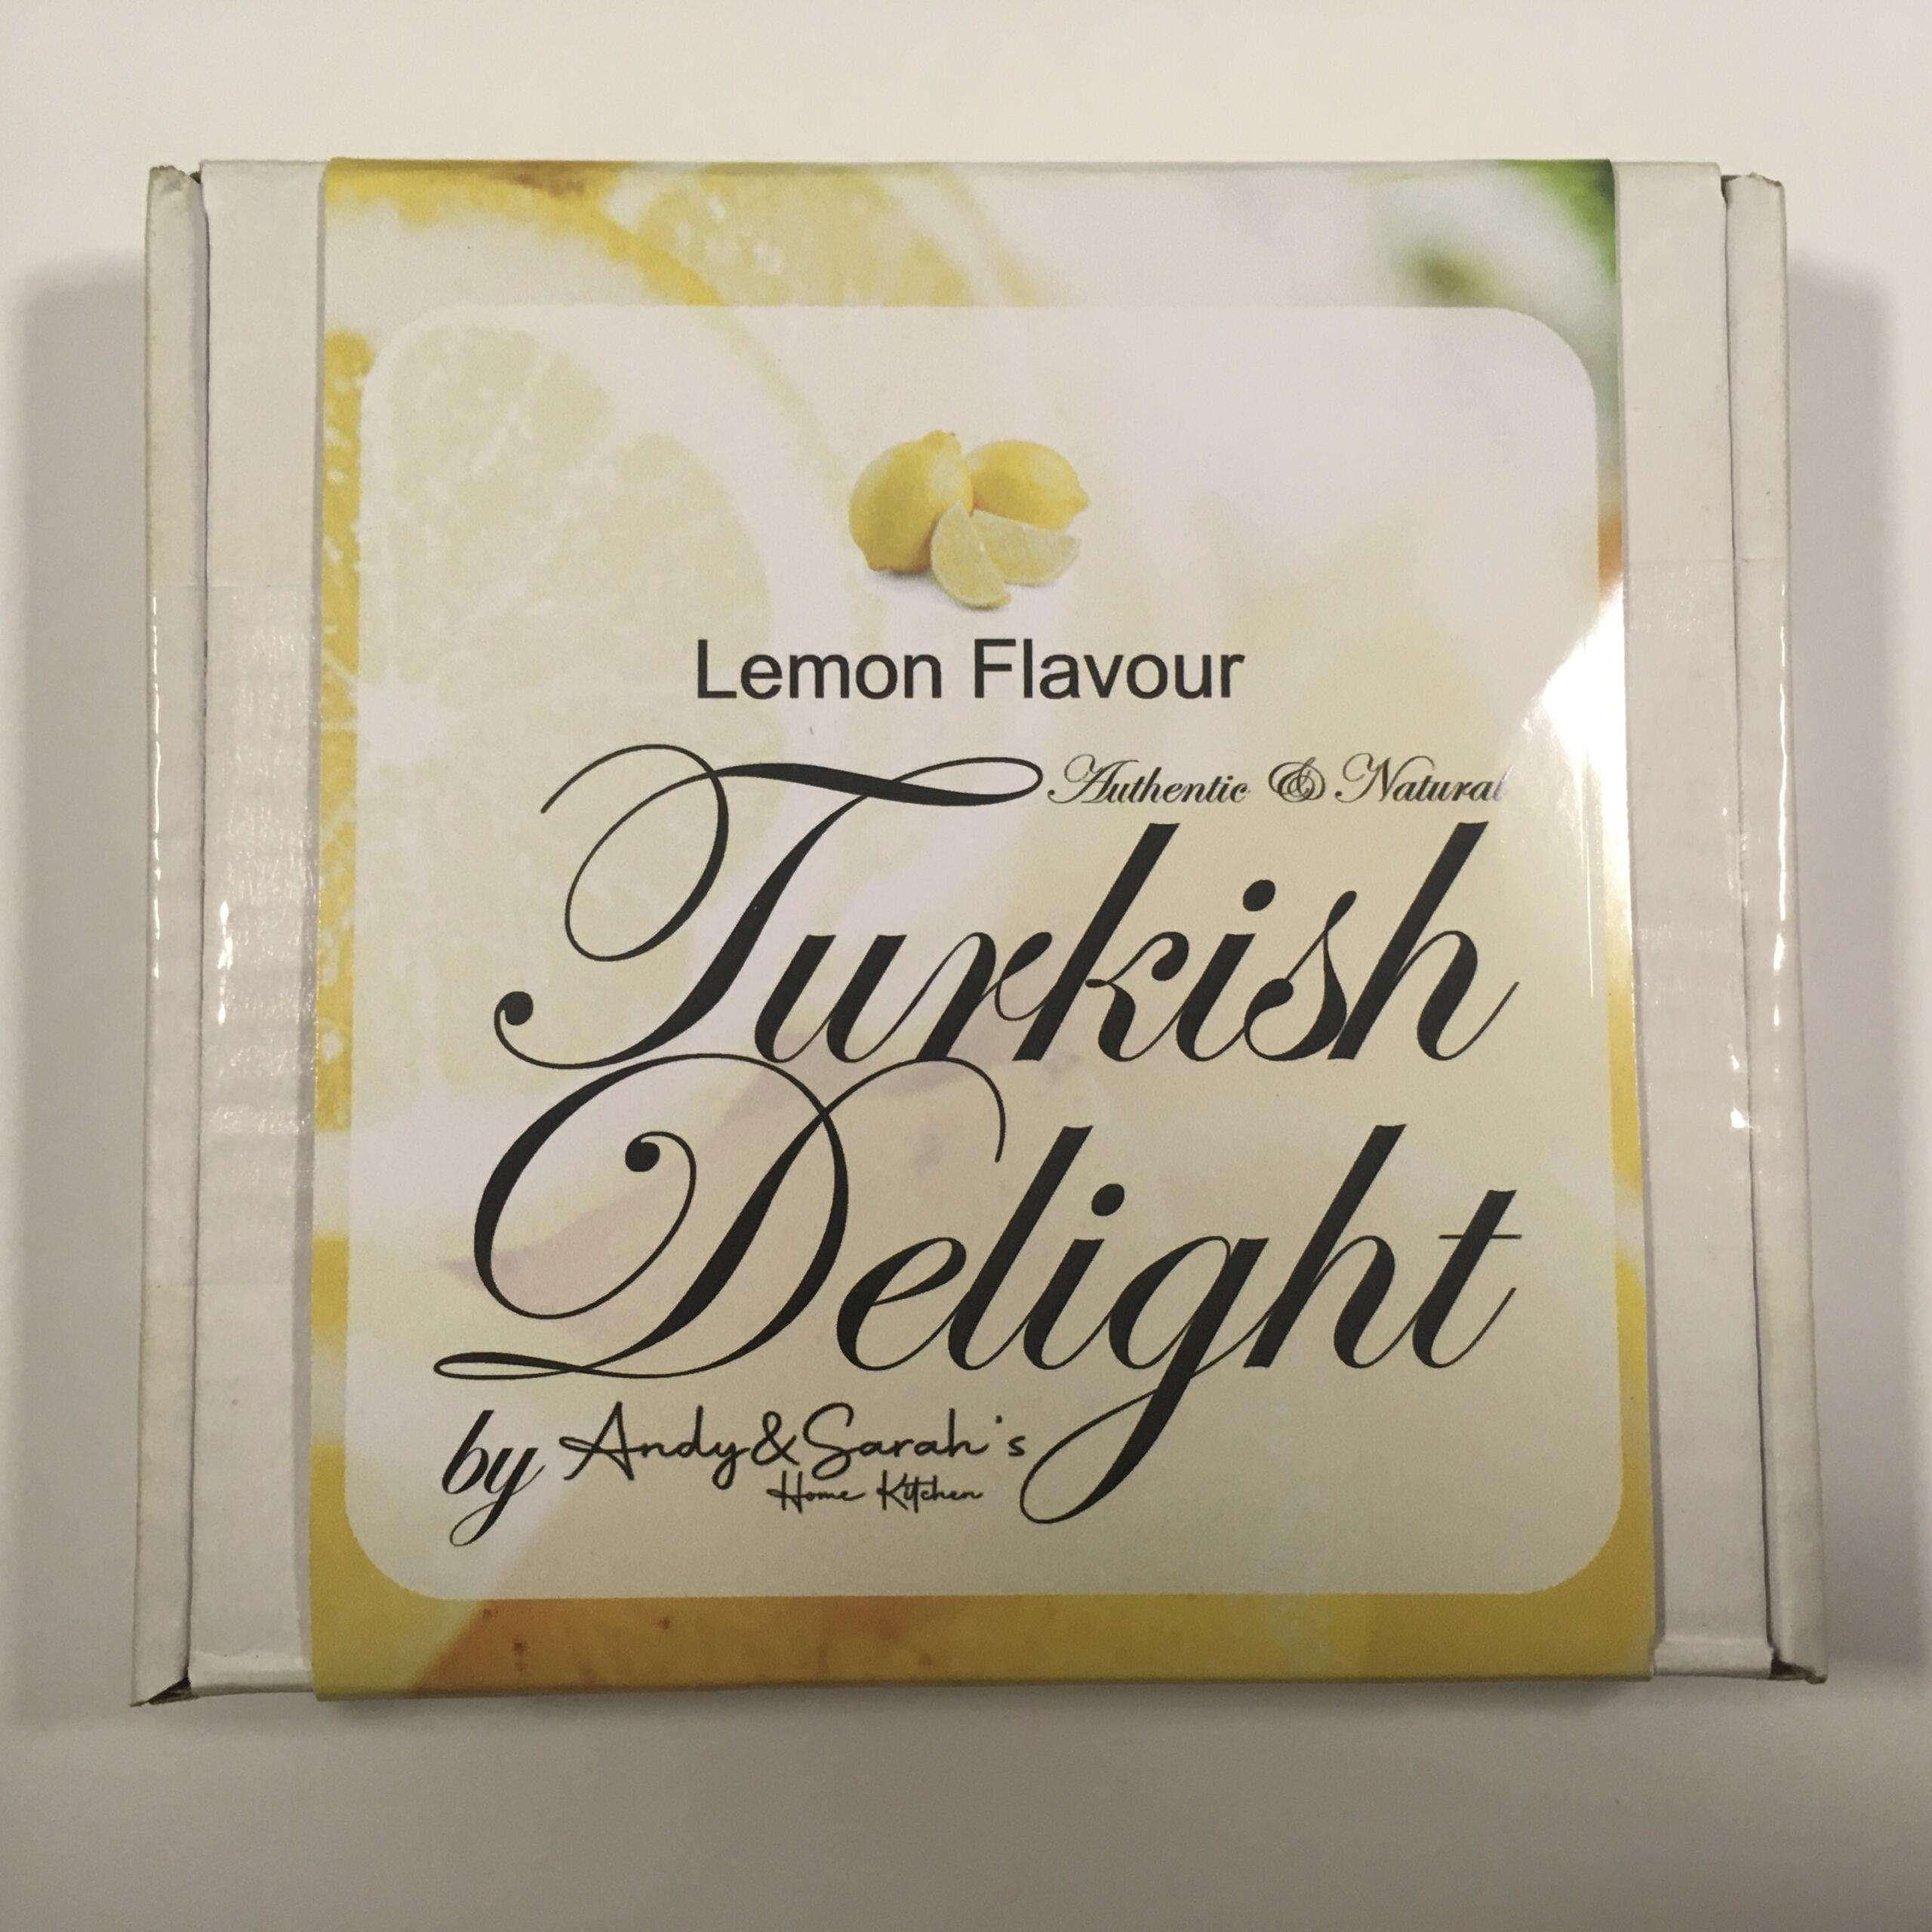 Lemon Flavour
Authentic & Natural
Turkish
Delight
by Andy&Sarah's
Home Kitchen